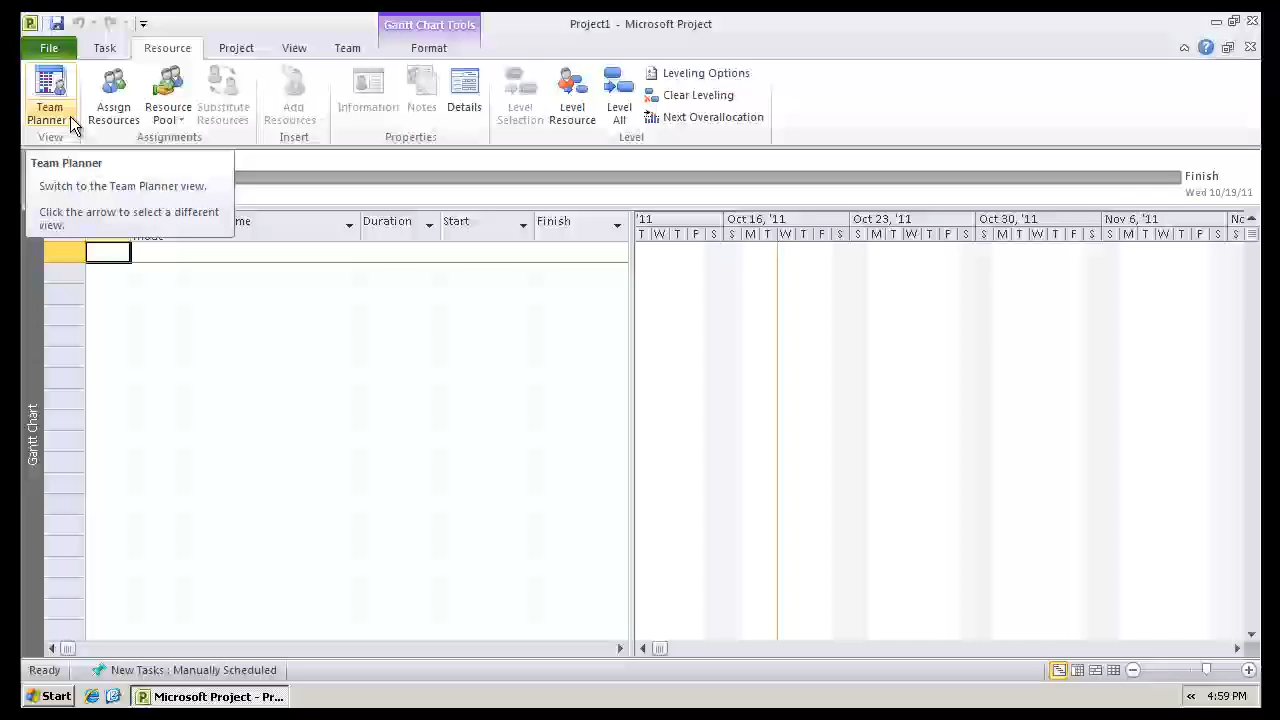 Gantt Chart Tools
Project1 - Microsoft Project
File Task Resource Project View Team Format
Team Planner
Assign Resources
Resource Pool
Substitute Resources
Add Resources
Information
Notes
Details
Level Selection
Level Resource
Level All
Leveling Options
Clear Leveling
Next Overallocation
View Assignments Insert Properties Level
Team Planner
Switch to the Team Planner view.
Click the arrow to select a different
view.
Finish
Wed 10/19/11
Duration Start Finish
'11 Oct 16, '11 Oct 23, '11 Oct 30, '11 Nov 6, '11
T W T F S S M T W T F S S M T W T F S S M T W T F S S M T W T F S S
Gantt Chart
Ready New Tasks : Manually Scheduled
Start Microsoft Project - Pr... « 4:59 PM